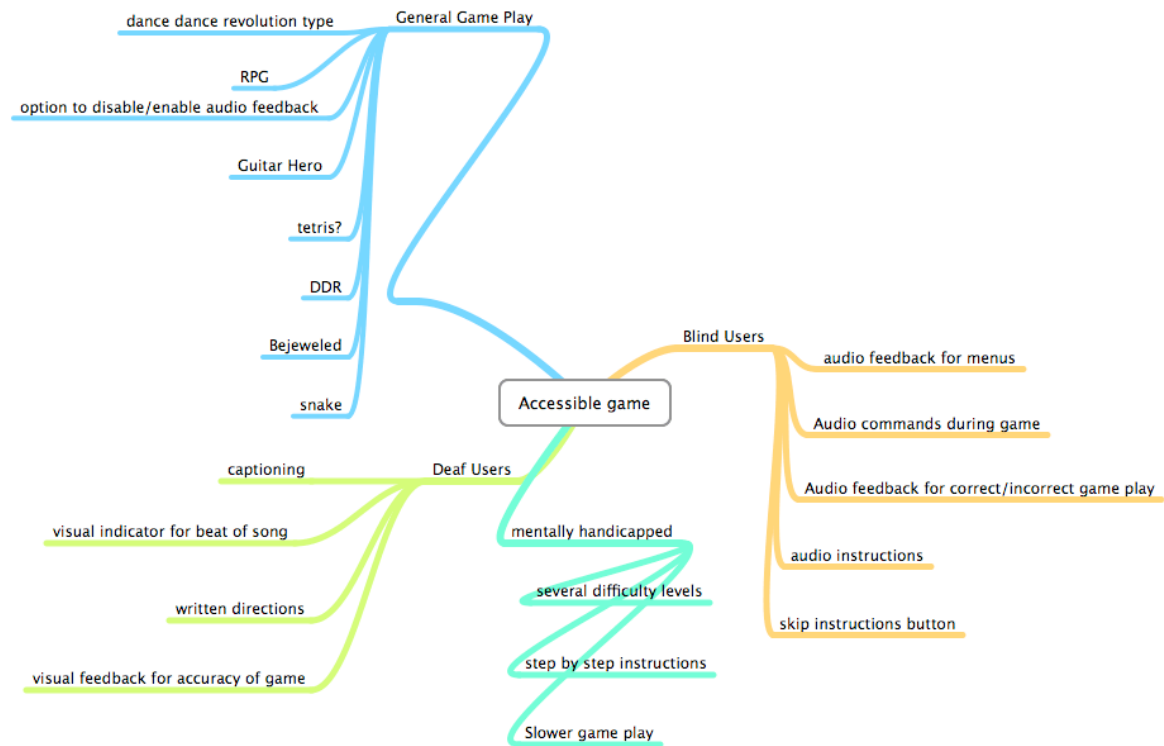 General Game Play
dance dance revolution type
RPG
option to disable/enable audio feedback
Guitar Hero
tetris?
DDR
Bejeweled
snake
Blind Users
audio feedback for menus
Audio commands during game
Audio feedback for correct/incorrect game play
audio instructions
skip instructions button
Accessible game
Deaf Users
captioning
visual indicator for beat of song
written directions
visual feedback for accuracy of game
mentally handicapped
several difficulty levels
step by step instructions
Slower game play